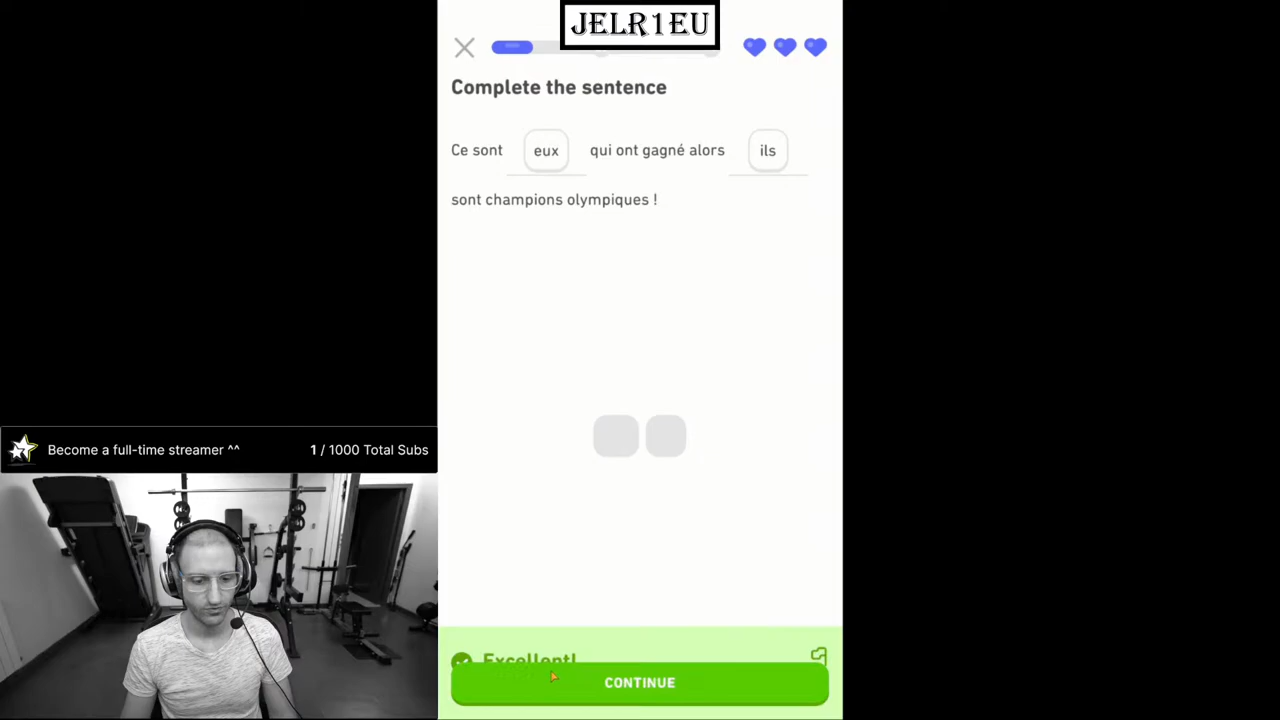 JELR1EU
Complete the sentence
Ce sont eux qui ont gagné alors ils
sont champions olympiques !
Become a full-time streamer ^^ 1 / 1000 Total Subs
Excellent!
CONTINUE